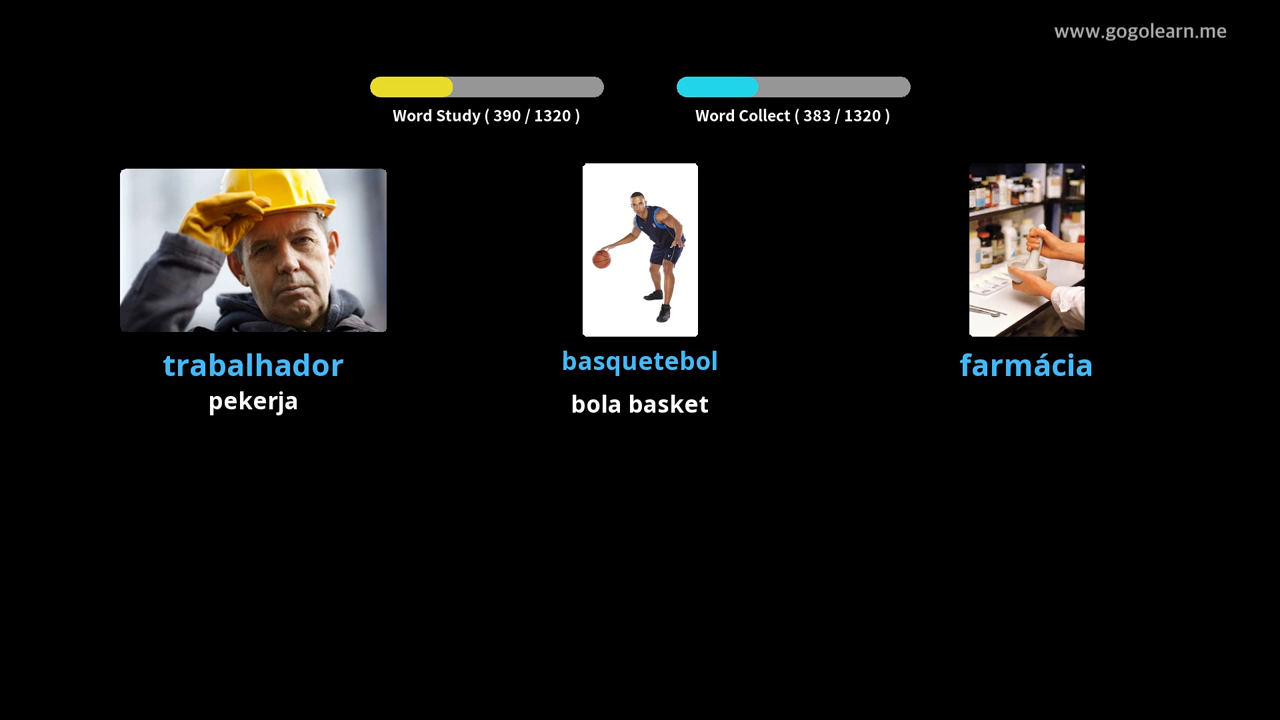 www.gogolearn.me
Word Study ( 390 / 1320 )
Word Collect ( 383 / 1320 )
trabalhador
pekerja
basquetebol
bola basket
farmácia